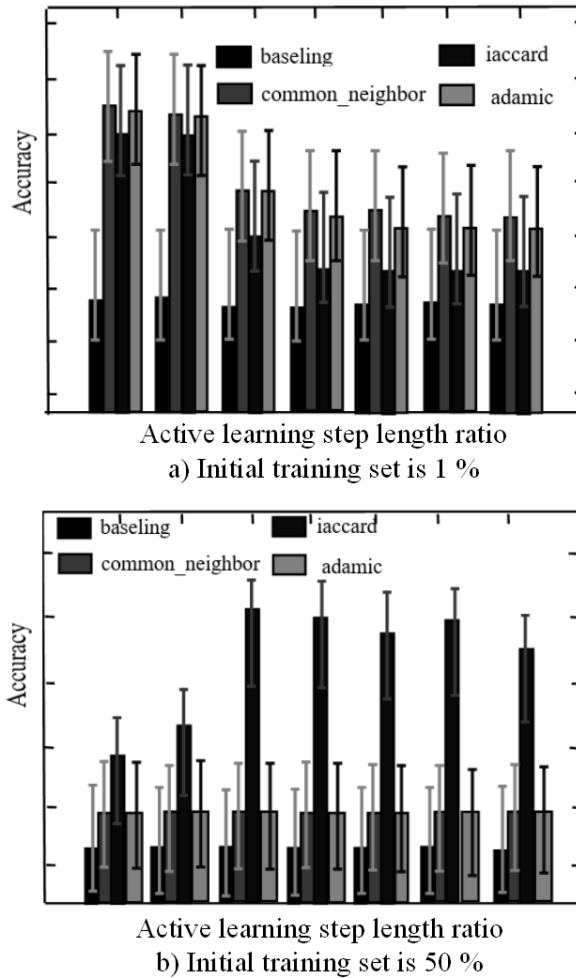 baseling
iaccard
common_neighbor
adamic
Accuracy
Active learning step length ratio
a) Initial training set is 1 %
baseling
iaccard
common_neighbor
adamic
Accuracy
Active learning step length ratio
b) Initial training set is 50 %